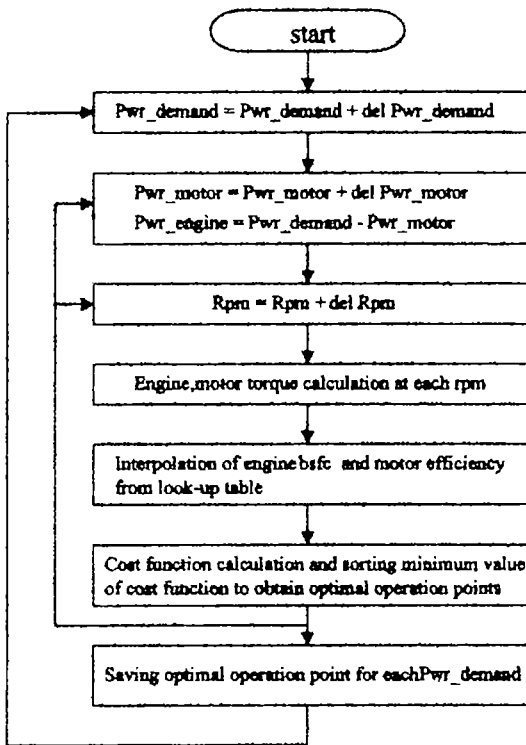 start
Pwr_demand = Pwr_demand + del Pwr_demand
Pwr_motor = Pwr_motor + del Pwr_motor
Pwr_engine = Pwr_demand - Pwr_motor
Rpm = Rpm + del Rpm
Engine,motor torque calculation at each rpm
Interpolation of engine bsfc and motor efficiency
from look-up table
Cost function calculation and sorting minimum value
of cost function to obtain optimal operation points
Saving optimal operation point for eachPwr_demand